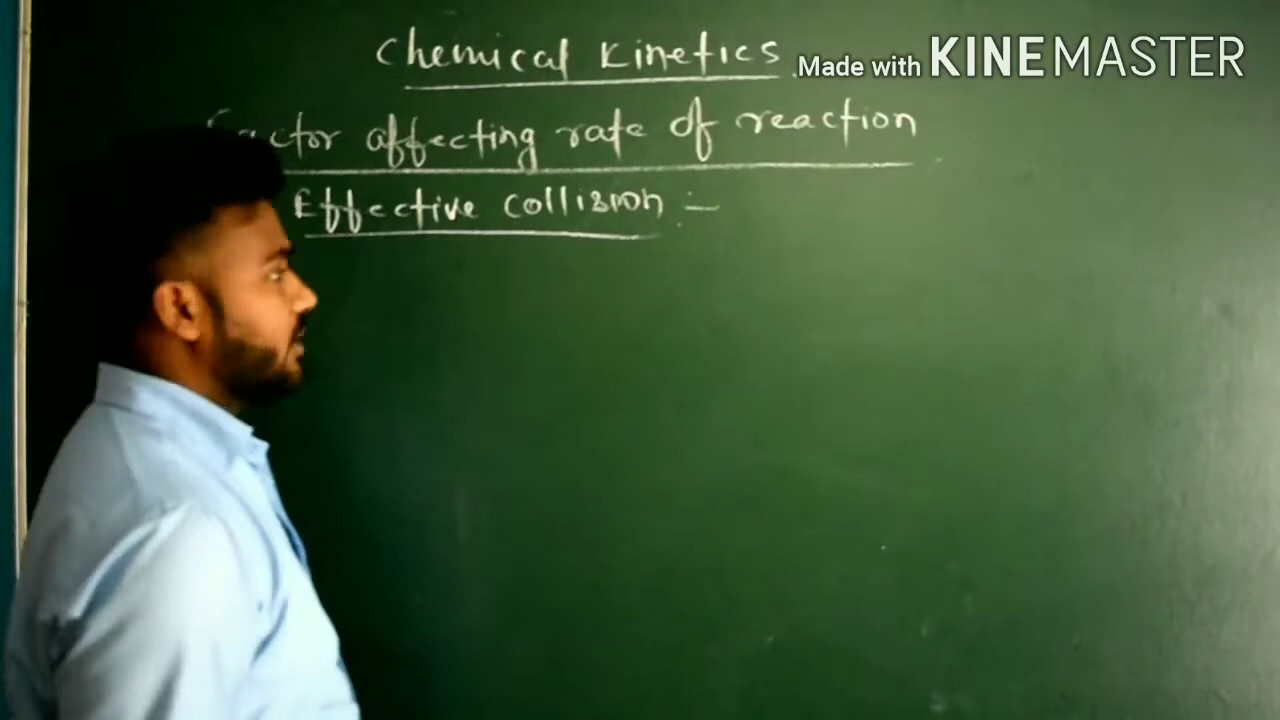 Chemical Kinetics
Made with KINEMASTER
Factor affecting rate of reaction
Effective collision :-